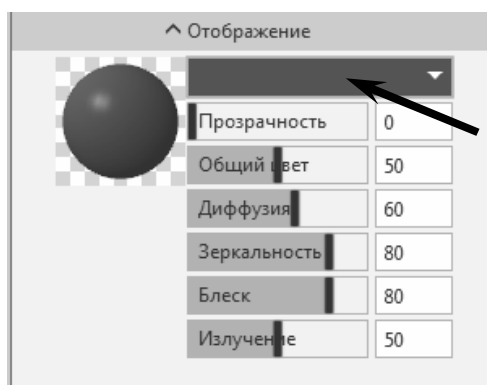 Отображение
Прозрачность 0
Общий цвет 50
Диффузия 60
Зеркальность 80
Блеск 80
Излучение 50